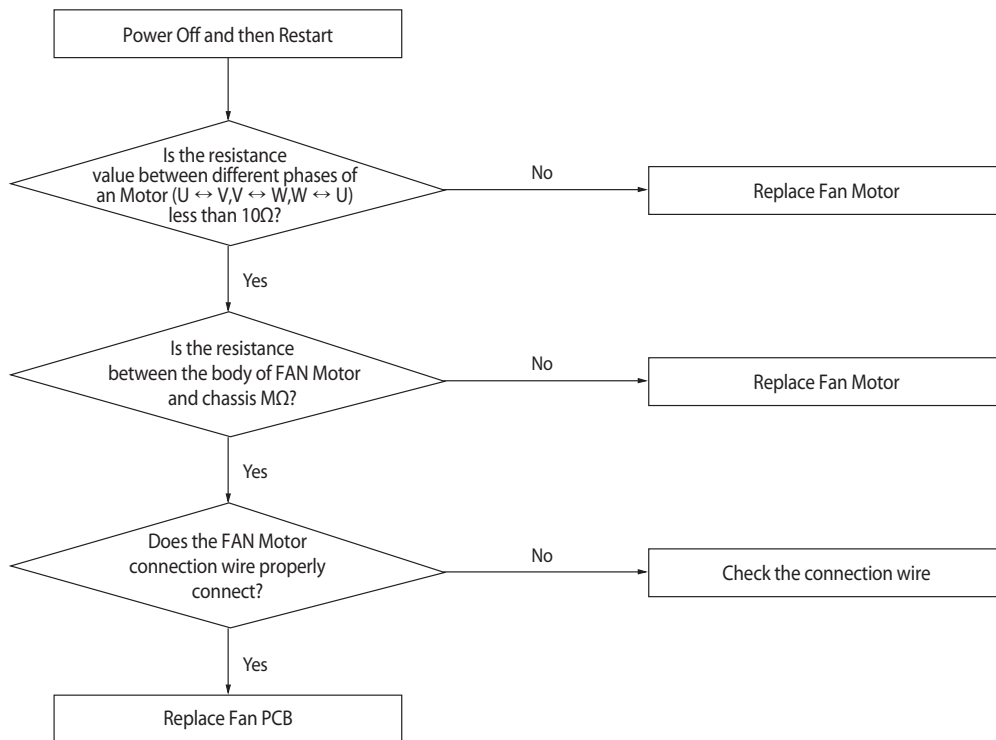 Power Off and then Restart
Is the resistance
value between different phases of
an Motor (U ↔ V,V ↔ W,W ↔ U)
less than 10Ω?
No
Replace Fan Motor
Yes
Is the resistance
between the body of FAN Motor
and chassis MΩ?
No
Replace Fan Motor
Yes
Does the FAN Motor
connection wire properly
connect?
No
Check the connection wire
Yes
Replace Fan PCB